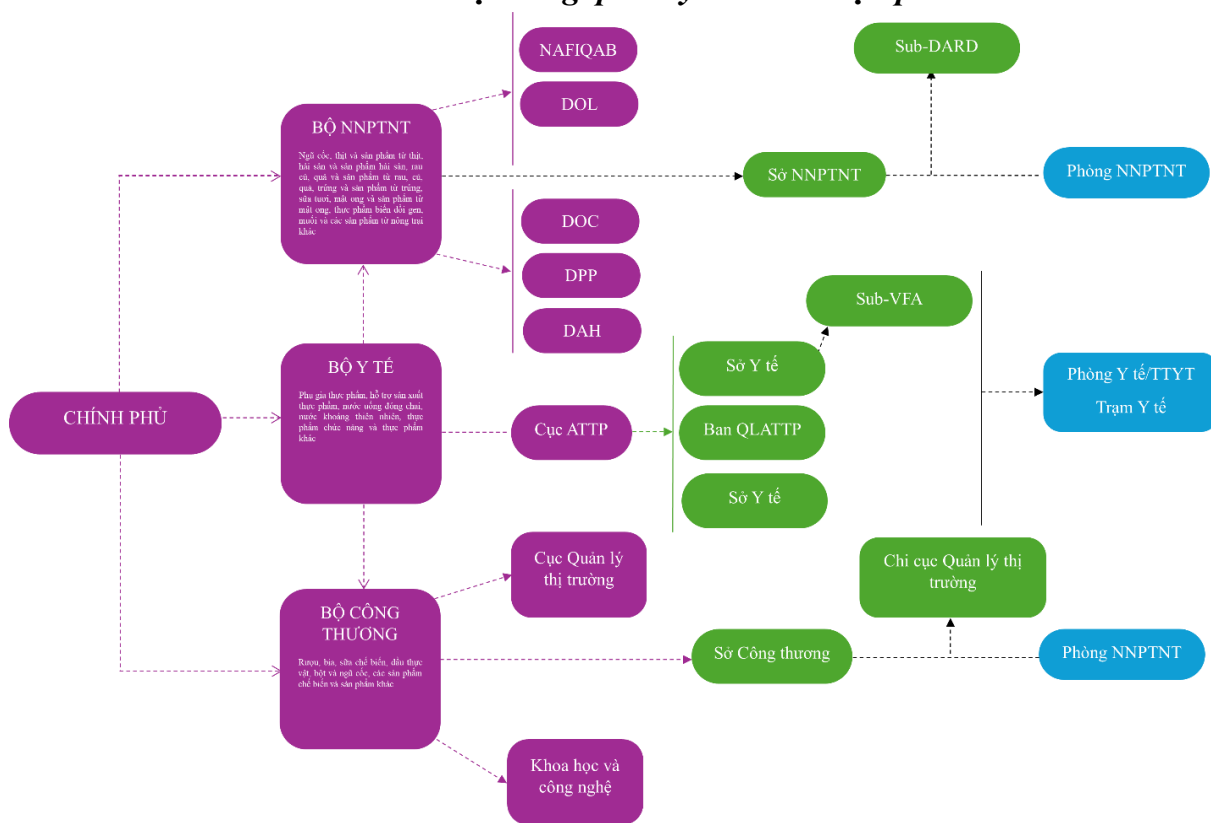 NAFIQAB
DOL
Sub-DARD
BỘ NNPTNT
Ngũ cốc, thịt và sản phẩm từ thịt,
hải sản và sản phẩm hải sản, rau
củ, quả và sản phẩm từ rau, củ,
quả, trứng và sản phẩm từ trứng,
sữa tươi, mật ong và sản phẩm từ
mật ong, thực phẩm biến đổi gen,
muối và các sản phẩm từ nông trại
khác
Sở NNPTNT
Phòng NNPTNT
DOC
DPP
DAH
Sub-VFA
BỘ Y TẾ
Phụ gia thực phẩm, hỗ trợ sản xuất
thực phẩm, nước uống đóng chai,
nước khoáng thiên nhiên, thực
phẩm chức năng và thực phẩm
khác
CHÍNH PHỦ
Cục ATTP
Sở Y tế
Ban QLATTP
Sở Y tế
Phòng Y tế/TTYT
Trạm Y tế
Cục Quản lý
thị trường
Chi cục Quản lý thị
trường
BỘ CÔNG
THƯƠNG
Rượu, bia, sữa chế biến, dầu thực
vật, bột và ngũ cốc, các sản phẩm
chế biến và sản phẩm khác
Sở Công thương
Phòng NNPTNT
Khoa học và
công nghệ